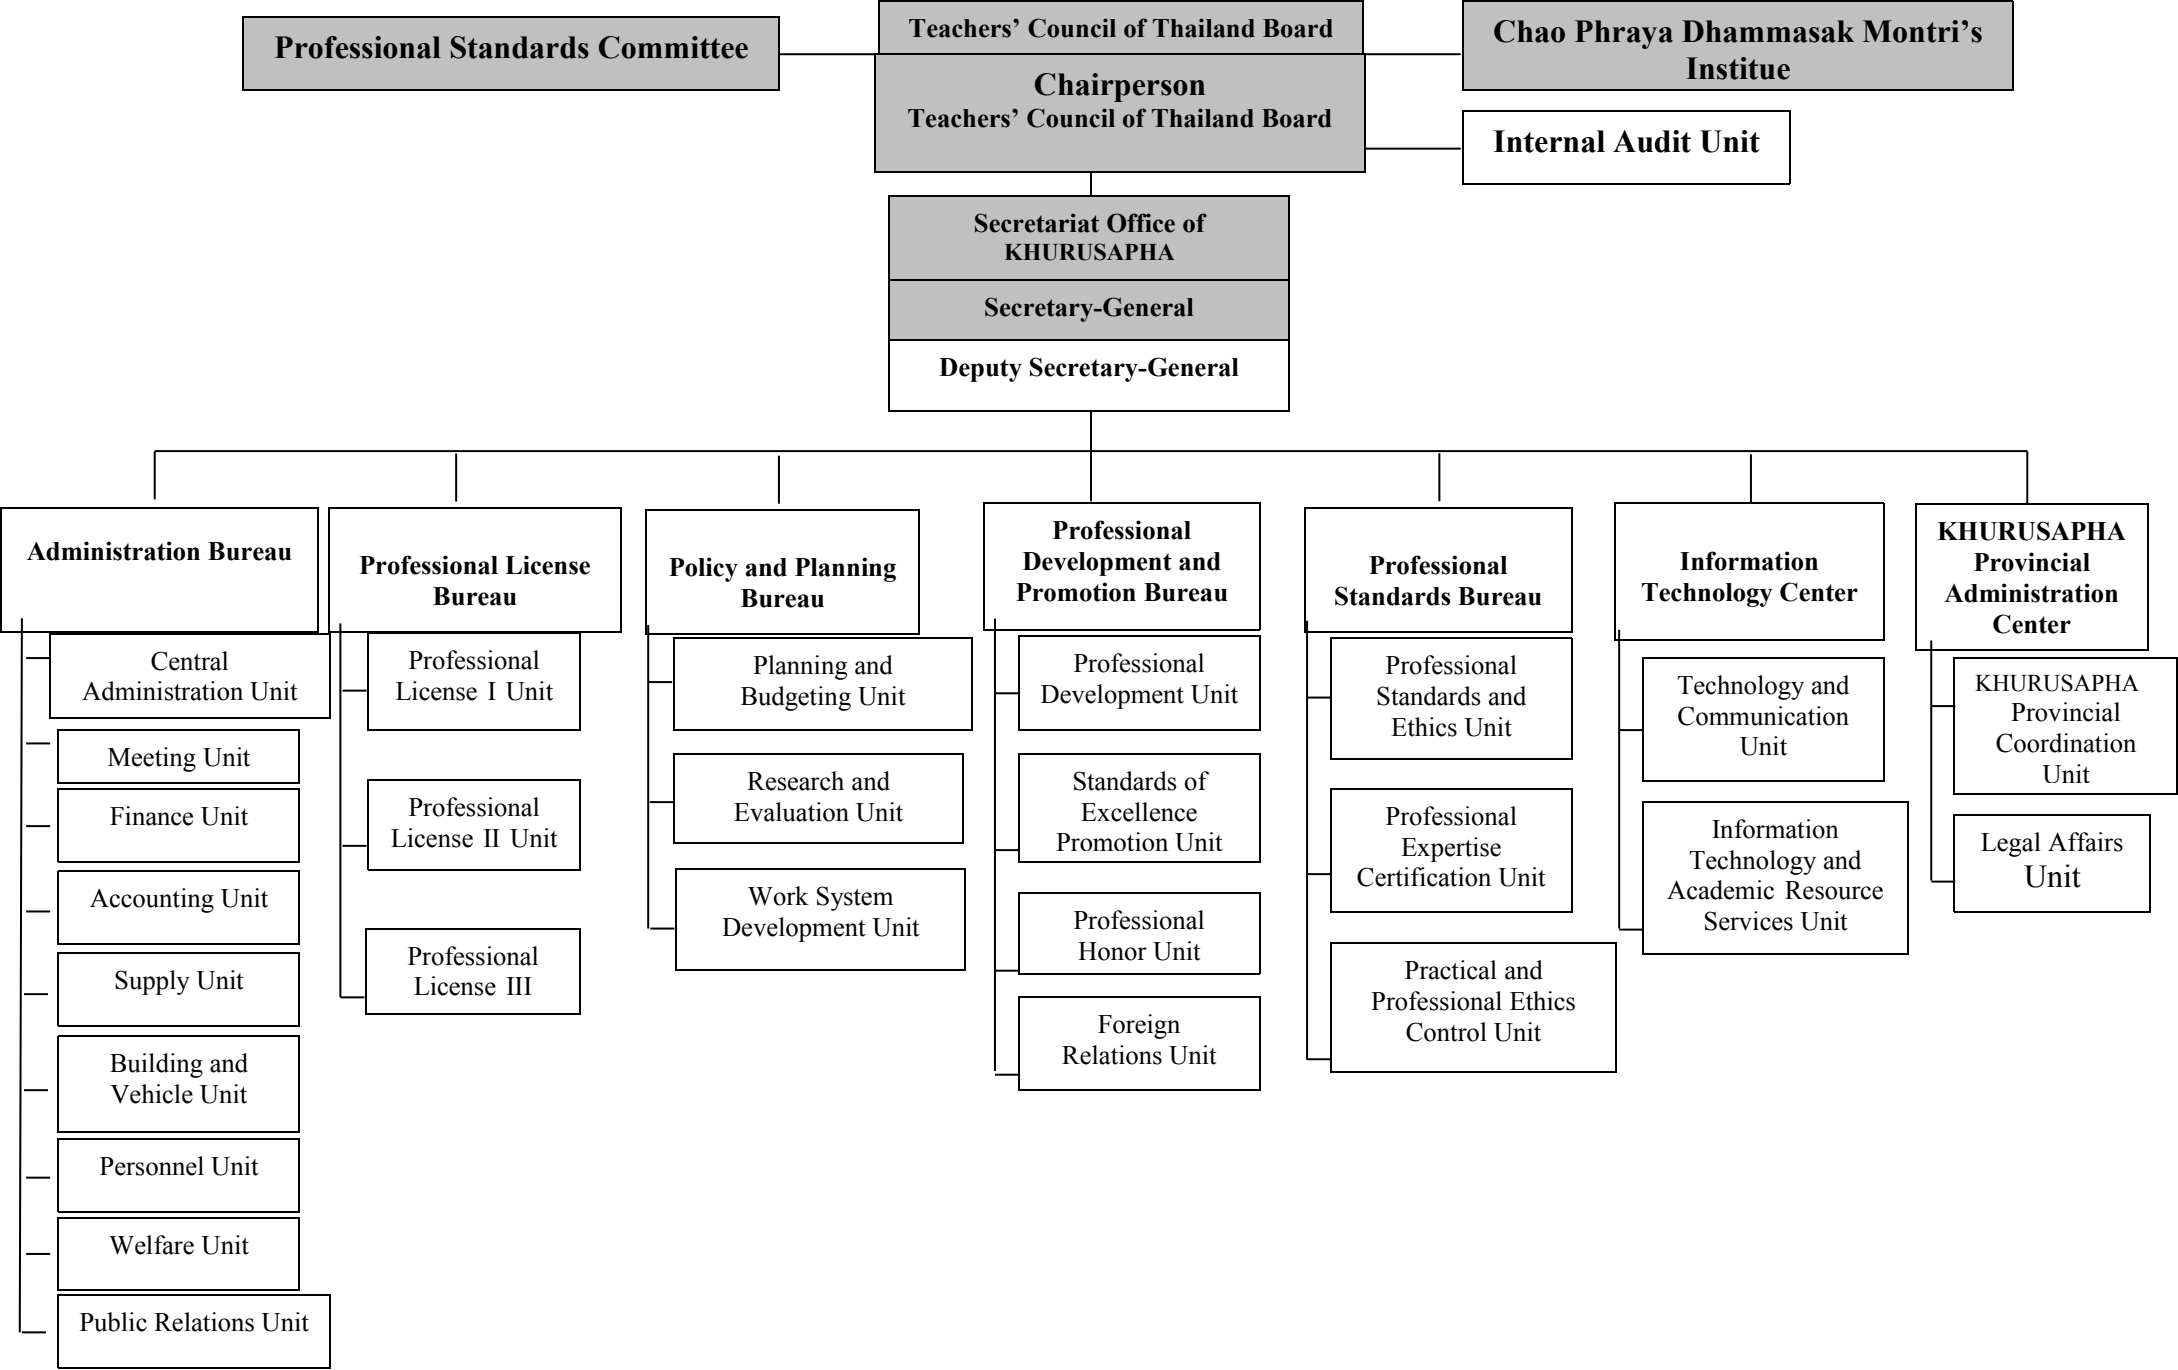 Professional Standards Committee
Teachers’ Council of Thailand Board
Chairperson
Teachers’ Council of Thailand Board
Chao Phraya Dhammasak Montri’s
Institue
Internal Audit Unit
Secretariat Office of
KHURUSAPHA
Secretary-General
Deputy Secretary-General
Administration Bureau
Central
Administration Unit
Meeting Unit
Finance Unit
Accounting Unit
Supply Unit
Building and
Vehicle Unit
Personnel Unit
Welfare Unit
Public Relations Unit
Professional License
Bureau
Professional
License I Unit
Professional
License II Unit
Professional
License III
Policy and Planning
Bureau
Planning and
Budgeting Unit
Research and
Evaluation Unit
Work System
Development Unit
Professional
Development and
Promotion Bureau
Professional
Development Unit
Standards of
Excellence
Promotion Unit
Professional
Honor Unit
Foreign
Relations Unit
Professional
Standards Bureau
Professional
Standards and
Ethics Unit
Professional
Expertise
Certification Unit
Practical and
Professional Ethics
Control Unit
Information
Technology Center
Technology and
Communication
Unit
Information
Technology and
Academic Resource
Services Unit
KHURUSAPHA
Provincial
Administration
Center
KHURUSAPHA
Provincial
Coordination
Unit
Legal Affairs
Unit